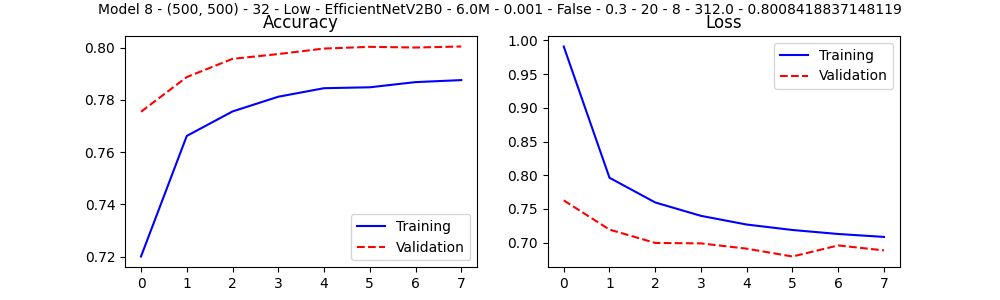 Model 8 - (500, 500) - 32 - Low - EfficientNetV2B0 - 6.0M - 0.001 - False - 0.3 - 20 - 8 - 312.0 - 0.8008418837148119
Accuracy
0.80
0.78
0.76
0.74
0.72
0 1 2 3 4 5 6 7
Training
Validation
Loss
1.00
0.95
0.90
0.85
0.80
0.75
0.70
0 1 2 3 4 5 6 7
Training
Validation